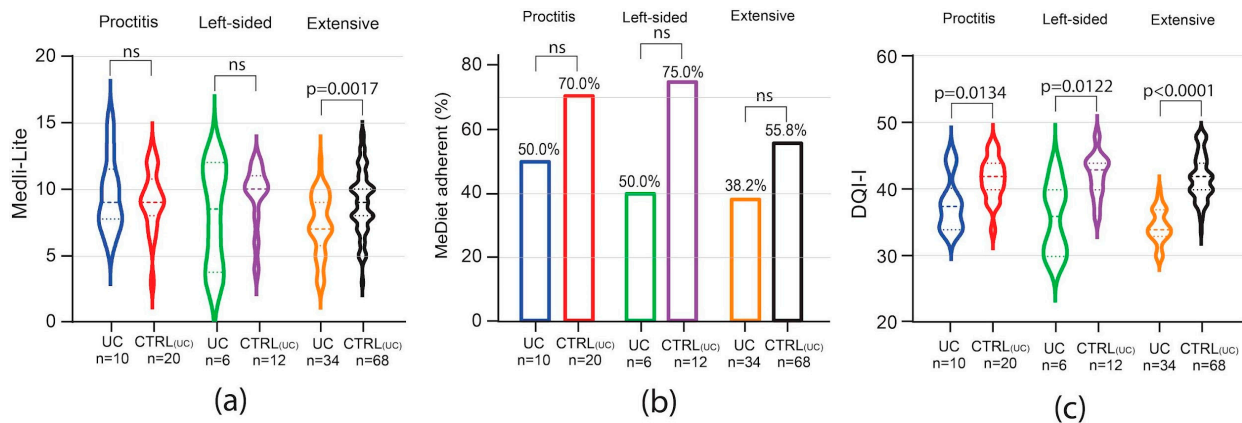 Proctitis Left-sided Extensive
ns
ns
p=0.0017
Medli-Lite
20
15
10
5
0
UC CTRL(UC) UC CTRL(UC) UC CTRL(UC)
n=10 n=20 n=6 n=12 n=34 n=68
(a)
Proctitis Left-sided Extensive
ns
ns
ns
MeDiet adherent (%)
80
60
40
20
0
50.0%
70.0%
50.0%
75.0%
38.2%
55.8%
UC CTRL(UC) UC CTRL(UC) UC CTRL(UC)
n=10 n=20 n=6 n=12 n=34 n=68
(b)
Proctitis Left-sided Extensive
p=0.0134
p=0.0122
p<0.0001
DQI-I
60
50
40
30
20
UC CTRL(UC) UC CTRL(UC) UC CTRL(UC)
n=10 n=20 n=6 n=12 n=34 n=68
(c)